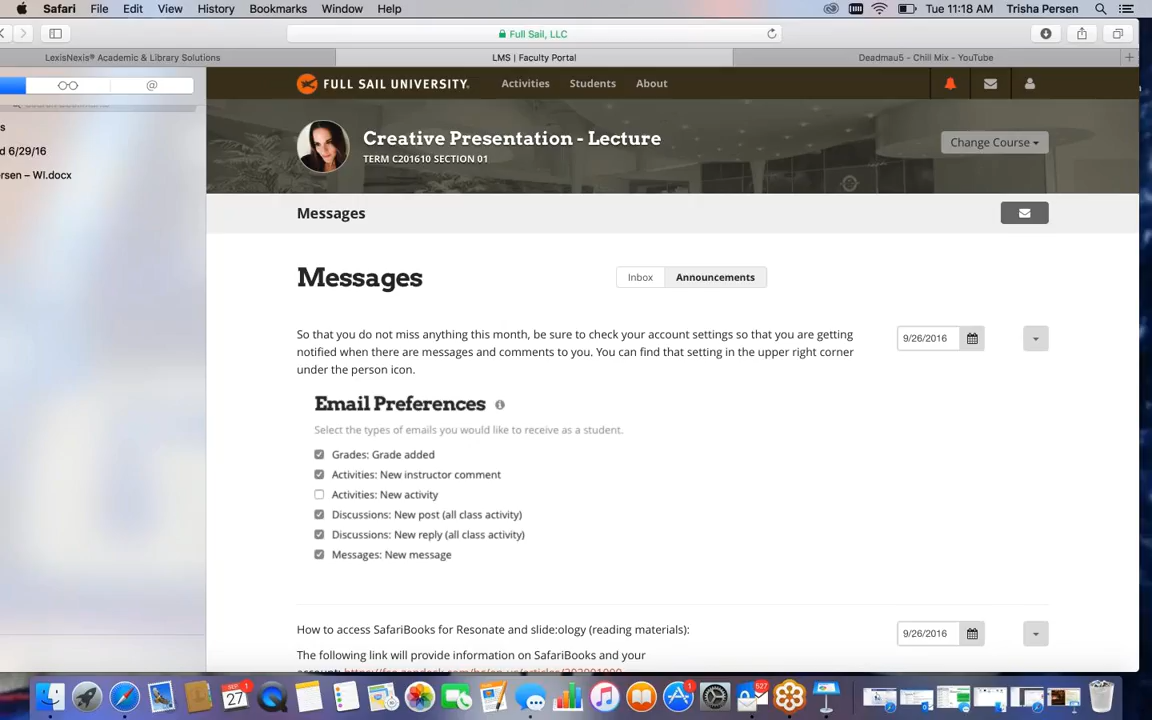 Safari File Edit View History Bookmarks Window Help Tue 11:18 AM Trisha Persen
Full Sail, LLC
LexisNexis® Academic & Library Solutions LMS | Faculty Portal Deadmau5 - Chill Mix - YouTube
@ FULL SAIL UNIVERSITY. Activities Students About
s
d 6/29/16
ersen – WI.docx
Creative Presentation - Lecture
TERM C201610 SECTION 01
Change Course
Messages
Messages Inbox Announcements
So that you do not miss anything this month, be sure to check your account settings so that you are getting 9/26/2016
notified when there are messages and comments to you. You can find that setting in the upper right corner
under the person icon.
Email Preferences
Select the types of emails you would like to receive as a student.
Grades: Grade added
Activities: New instructor comment
Activities: New activity
Discussions: New post (all class activity)
Discussions: New reply (all class activity)
Messages: New message
How to access SafariBooks for Resonate and slide:ology (reading materials): 9/26/2016
The following link will provide information on SafariBooks and your
account:
SEP 27 1 1 527